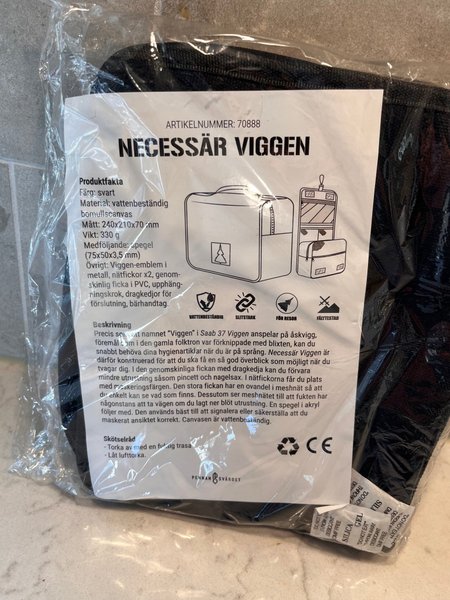 ARTIKELNUMMER: 70888
NECESSÄR VIGGEN
Produktfakta
Färg: svart
Material: vattenbeständig
bomullscanvas
Mått: 240x210x70 mm
Vikt: 330 g
Medföljande: spegel
(75x50x3,5 mm)
Övrigt: Viggen-emblem i
metall, nätfickor x2, genom-
skinlig ficka i PVC, upphäng-
ningskrok, dragkedjor för
förslutning, bärhandtag.
VATTENBESTÄNDIG
SLITSTARK
FÖR RESOR
FÄLTTESTAD
Beskrivning
Precis som namnet "Viggen" i Saab 37 Viggen anspelar på åskvigg,
föremål som i den gamla folktron var förknippade med blixten, kan du
snabbt behöva dina hygienartiklar när du är på språng. Necessär Viggen är
därför konstruerad för att du ska få en så god överblick som möjligt när du
tvagar dig. I den genomskinliga fickan med dragkedja kan du förvara
mindre utrustning såsom pincett och nagelsax. I nätfickorna får du plats
med maskeringsfärgen. Den stora fickan har en ovandel i meshnät så att
du enkelt kan se vad som finns. Dessutom ser meshnätet till att fukten har
någonstans att ta vägen om du lagt ner blöt utrustning. En spegel i akryl
följer med. Den används bäst till att signalera eller säkerställa att du
maskerat ansiktet korrekt. Canvasen är vattenbeständig.
Skötselråd
- Torka av med en fuktig trasa
- Låt lufttorka.
CE
PENNAN & SVÄRDET
SILICA
GEL